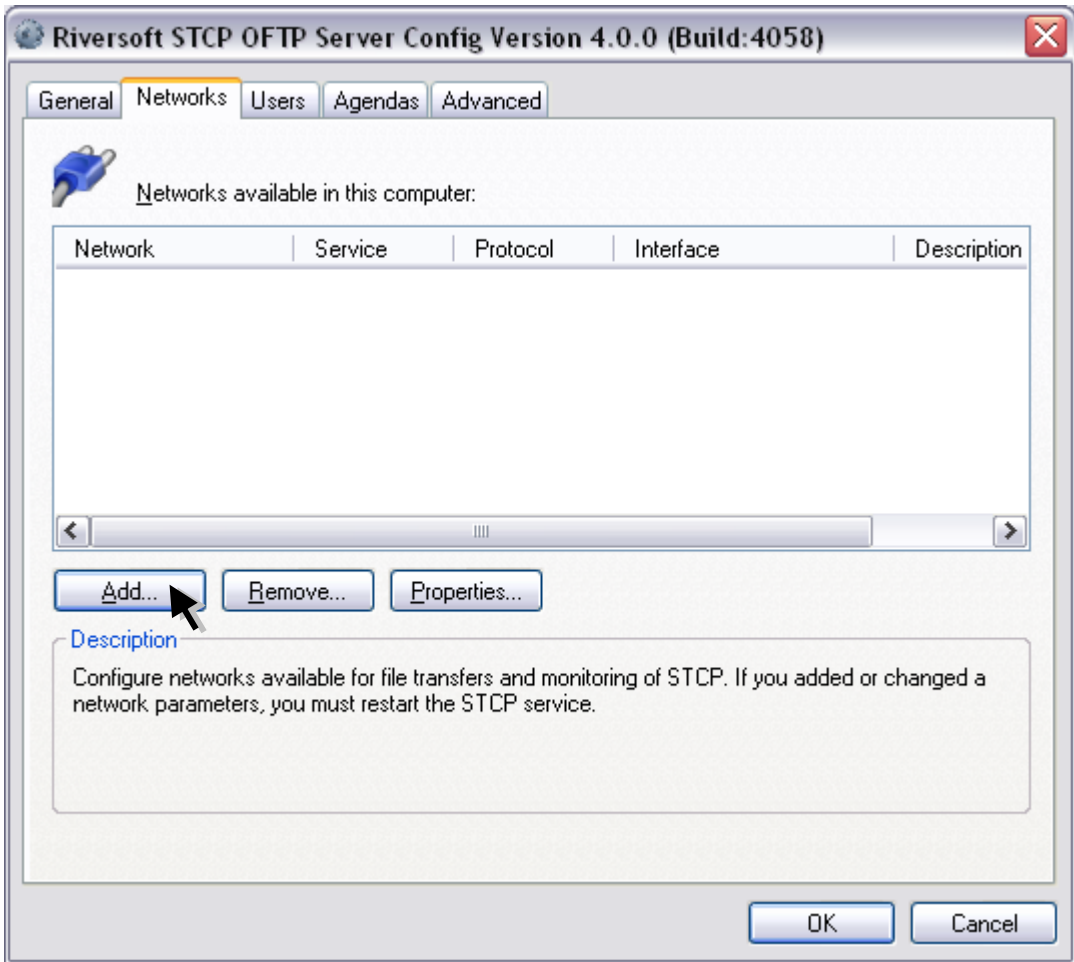 Riversoft STCP OFTP Server Config Version 4.0.0 (Build:4058)
General Networks Users Agendas Advanced
Networks available in this computer:
Network Service Protocol Interface Description
Add... Remove... Properties...
Description
Configure networks available for file transfers and monitoring of STCP. If you added or changed a
network parameters, you must restart the STCP service.
OK Cancel